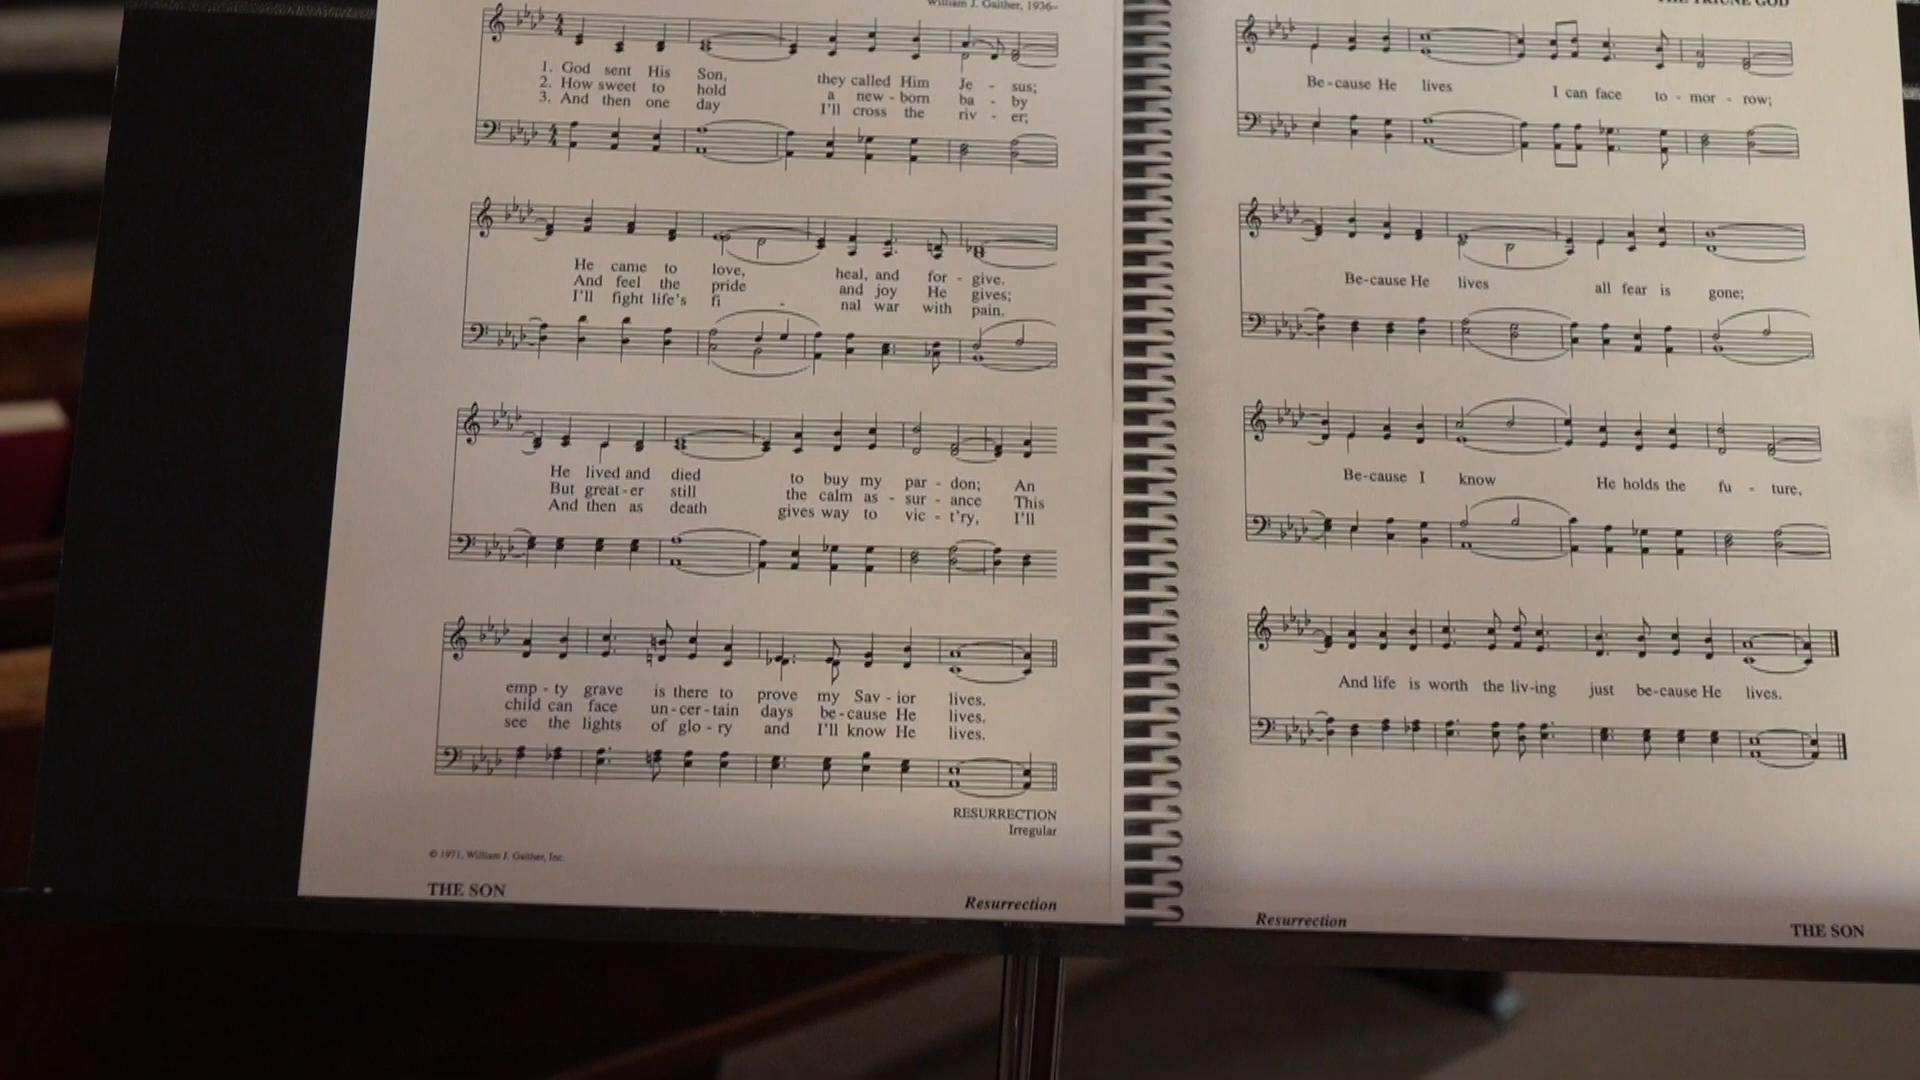 William J. Gaither, 1936–
1. God sent His Son, they called Him Je - sus;
2. How sweet to hold a new - born ba - by
3. And then one day I'll cross the riv - er;
He came to love, heal, and for - give.
And feel the pride and joy He gives;
I'll fight life's fi - nal war with pain.
He lived and died to buy my par - don; An
But great - er still the calm as - sur - ance This
And then as death gives way to vic - t'ry, I'll
emp - ty grave is there to prove my Sav - ior lives.
child can face un - cer - tain days be - cause He lives.
see the lights of glo - ry and I'll know He lives.
RESURRECTION
Irregular
© 1971, William J. Gaither, Inc.
THE SON
Resurrection
THE TRIUNE GOD
Be - cause He lives I can face to - mor - row;
Be - cause He lives all fear is gone;
Be - cause I know He holds the fu - ture,
And life is worth the liv - ing just be - cause He lives.
Resurrection
THE SON